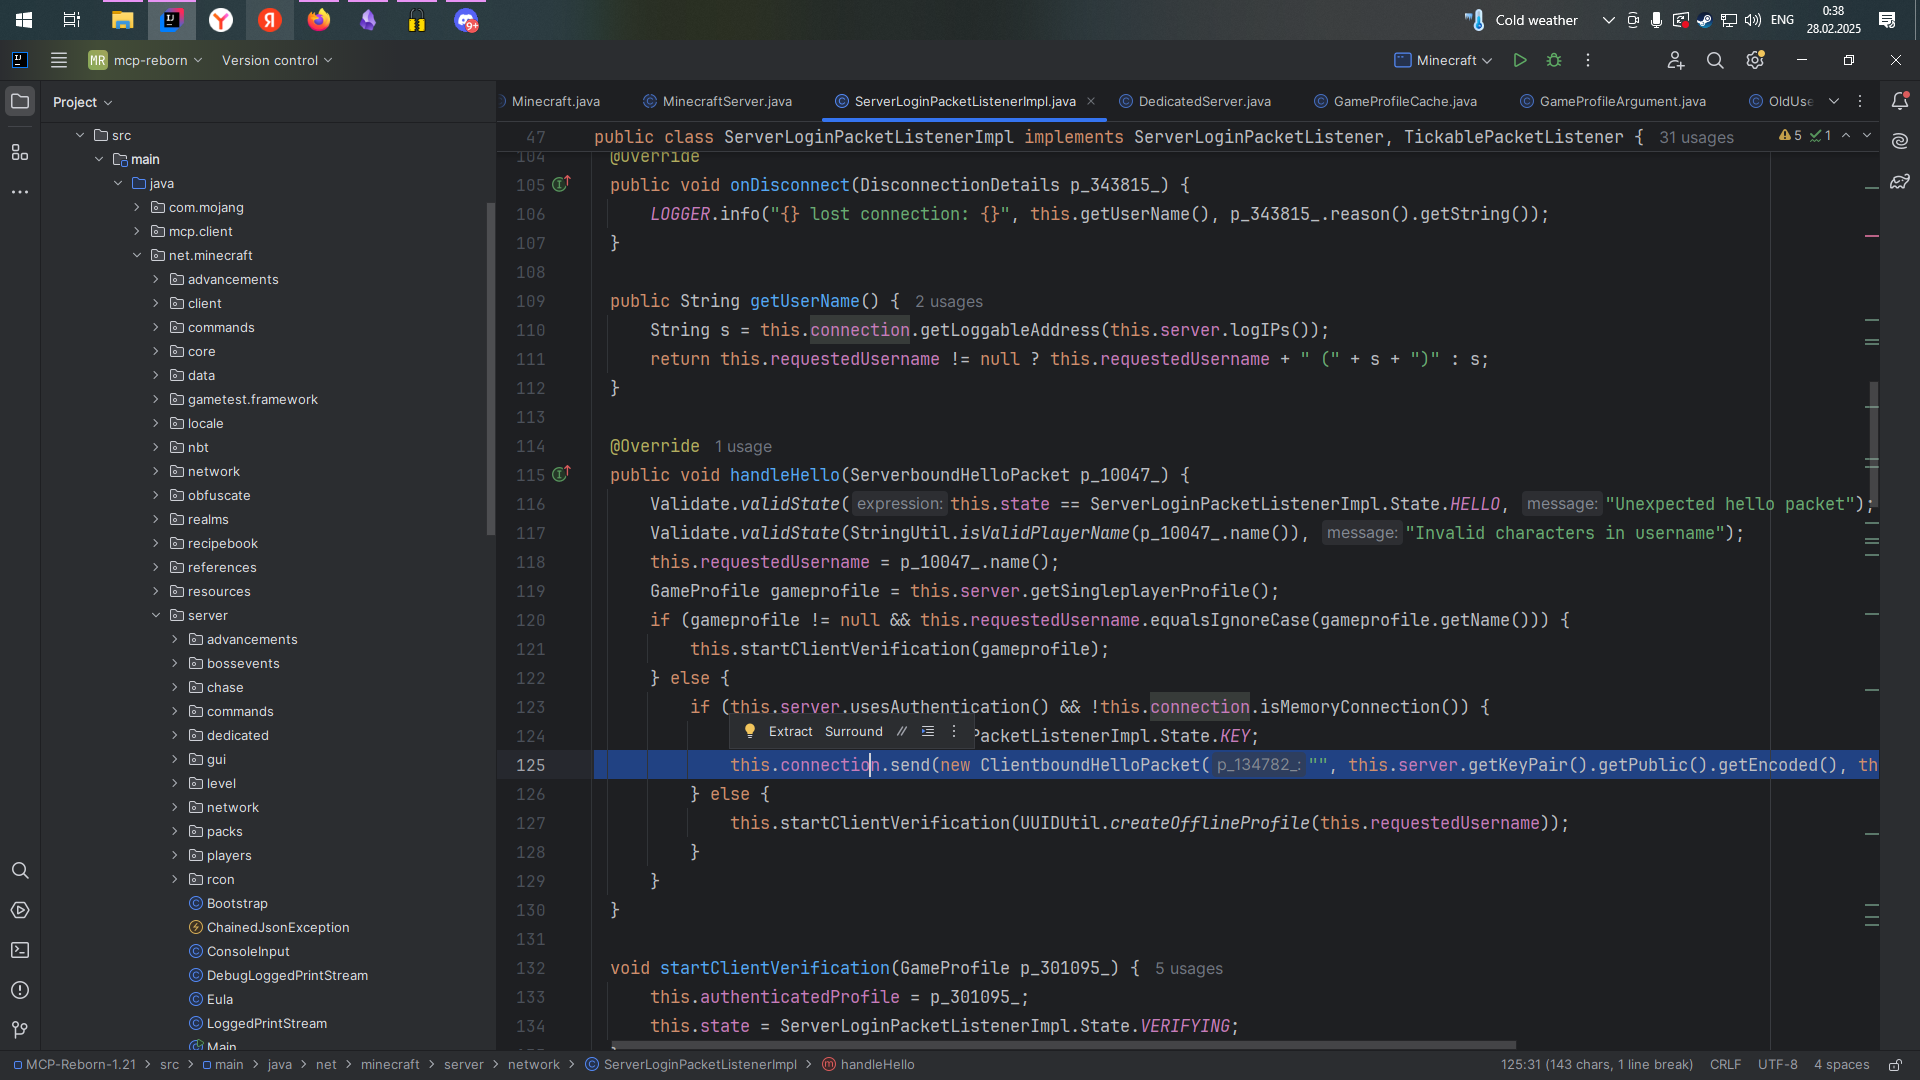 Cold weather
ENG
0:38
28.02.2025
MR
mcp-reborn
Version control
Minecraft
Project
Minecraft.java
MinecraftServer.java
ServerLoginPacketListenerImpl.java
DedicatedServer.java
GameProfileCache.java
GameProfileArgument.java
OldUse
src
main
java
com.mojang
mcp.client
net.minecraft
advancements
client
commands
core
data
gametest.framework
locale
nbt
network
obfuscate
realms
recipebook
references
resources
server
advancements
bossevents
chase
commands
dedicated
gui
level
network
packs
players
rcon
Bootstrap
ChainedJsonException
ConsoleInput
DebugLoggedPrintStream
Eula
LoggedPrintStream
Main
47 public class ServerLoginPacketListenerImpl implements ServerLoginPacketListener, TickablePacketListener { 31 usages
5 1
104 @Override
105 public void onDisconnect(DisconnectionDetails p_343815_) {
106 LOGGER.info("{} lost connection: {}", this.getUserName(), p_343815_.reason().getString());
107 }
108
109 public String getUserName() { 2 usages
110 String s = this.connection.getLoggableAddress(this.server.logIPs());
111 return this.requestedUsername != null ? this.requestedUsername + " (" + s + ")" : s;
112 }
113
114 @Override 1 usage
115 public void handleHello(ServerboundHelloPacket p_10047_) {
116 Validate.validState( expression: this.state == ServerLoginPacketListenerImpl.State.HELLO, message: "Unexpected hello packet");
117 Validate.validState(StringUtil.isValidPlayerName(p_10047_.name()), message: "Invalid characters in username");
118 this.requestedUsername = p_10047_.name();
119 GameProfile gameprofile = this.server.getSingleplayerProfile();
120 if (gameprofile != null && this.requestedUsername.equalsIgnoreCase(gameprofile.getName())) {
121 this.startClientVerification(gameprofile);
122 } else {
123 if (this.server.usesAuthentication() && !this.connection.isMemoryConnection()) {
Extract Surround //
124 PacketListenerImpl.State.KEY;
125 this.connection.send(new ClientboundHelloPacket( p_134782_: "", this.server.getKeyPair().getPublic().getEncoded(), th
126 } else {
127 this.startClientVerification(UUIDUtil.createOfflineProfile(this.requestedUsername));
128 }
129 }
130 }
131
132 void startClientVerification(GameProfile p_301095_) { 5 usages
133 this.authenticatedProfile = p_301095_;
134 this.state = ServerLoginPacketListenerImpl.State.VERIFYING;
MCP-Reborn-1.21 > src > main > java > net > minecraft > server > network > ServerLoginPacketListenerImpl > handleHello
125:31 (143 chars, 1 line break) CRLF UTF-8 4 spaces